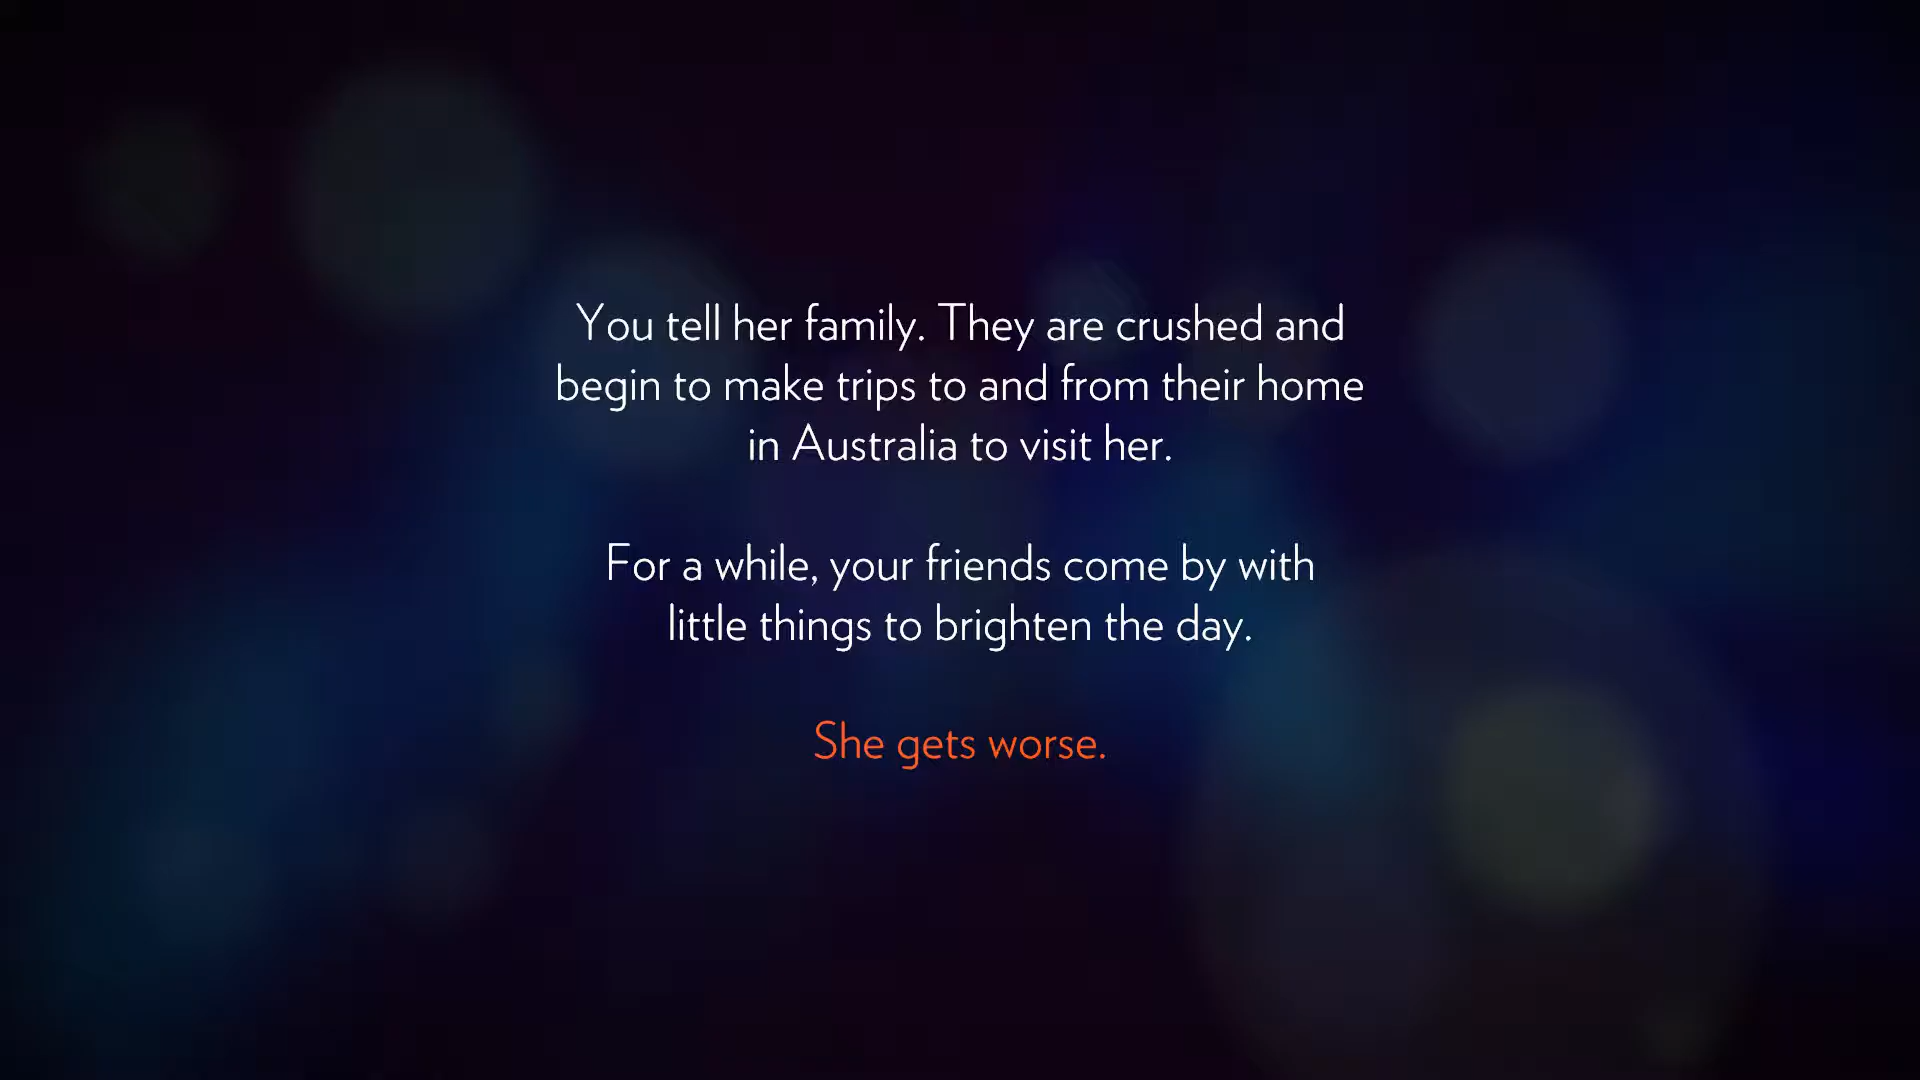 You tell her family. They are crushed and
begin to make trips to and from their home
in Australia to visit her.
For a while, your friends come by with
little things to brighten the day.
She gets worse.